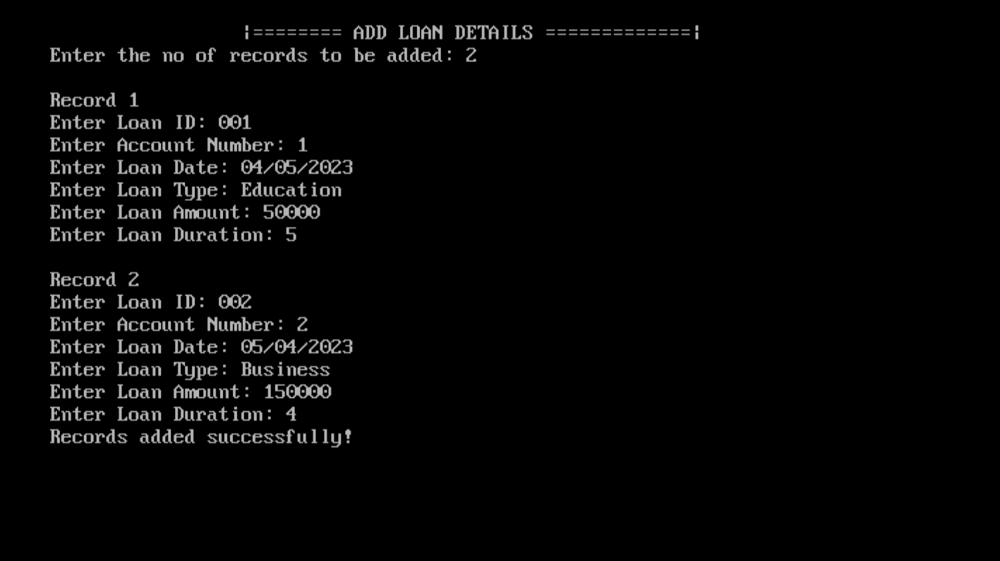 ¦======== ADD LOAN DETAILS =============¦
Enter the no of records to be added: 2
Record 1
Enter Loan ID: 001
Enter Account Number: 1
Enter Loan Date: 04/05/2023
Enter Loan Type: Education
Enter Loan Amount: 50000
Enter Loan Duration: 5
Record 2
Enter Loan ID: 002
Enter Account Number: 2
Enter Loan Date: 05/04/2023
Enter Loan Type: Business
Enter Loan Amount: 150000
Enter Loan Duration: 4
Records added successfully!